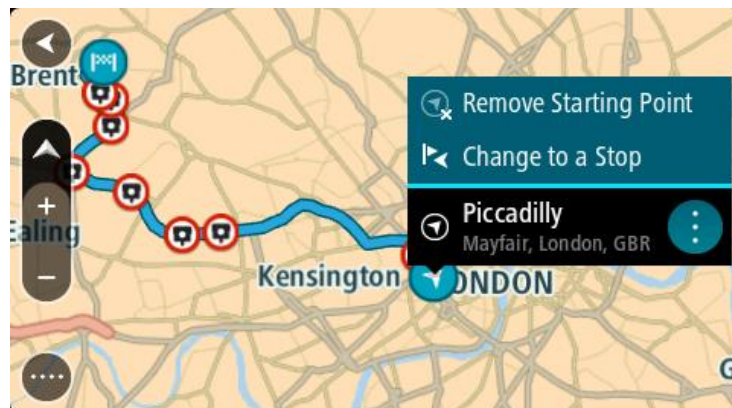 Brent
Remove Starting Point
Change to a Stop
Piccadilly
Mayfair, London, GBR
+
Ealing
−
Kensington
ONDON
G